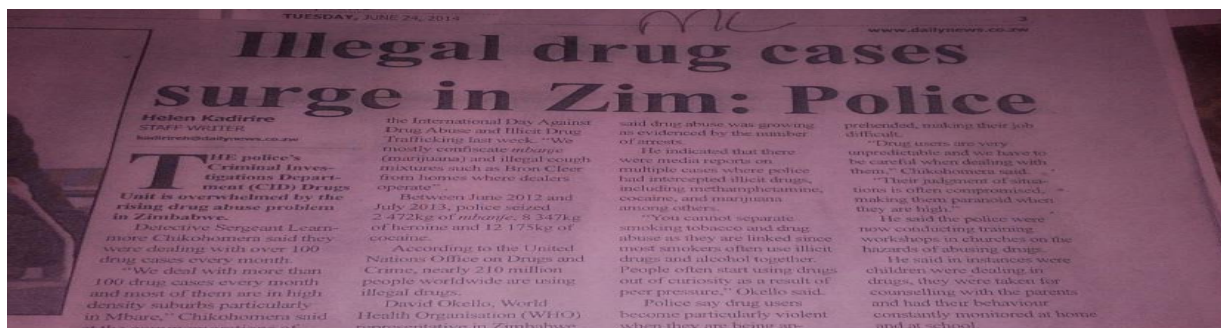 TUESDAY, JUNE 24, 2014
3
www.dailynews.co.zw
Illegal drug cases
surge in Zim: Police
Helen Kadirire
STAFF WRITER
kadirireh@dailynews.co.zw
THE police's
Criminal Inves-
tigations Depart-
ment (CID) Drugs
Unit is overwhelmed by the
rising drug abuse problem
in Zimbabwe.
Detective Sergeant Learn-
more Chikohomera said they
were dealing with over 100
drug cases every month.
"We deal with more than
100 drug cases every month
and most of them are in high
density suburbs particularly
in Mbare," Chikohomera said
the International Day Against
Drug Abuse and Illicit Drug
Trafficking last week. "We
mostly confiscate mbanje
(marijuana) and illegal cough
mixtures such as Bron Cleer
from homes where dealers
operate".
Between June 2012 and
July 2013, police seized
2 472kg of mbanje, 8 347kg
of heroine and 12 175kg of
cocaine.
According to the United
Nations Office on Drugs and
Crime, nearly 210 million
people worldwide are using
illegal drugs.
David Okello, World
Health Organisation (WHO)
representative in Zimbabwe
said drug abuse was growing
as evidenced by the number
of arrests.
He indicated that there
were media reports on
multiple cases where police
had intercepted illicit drugs,
including methamphetamine,
cocaine, and marijuana
among others.
"You cannot separate
smoking tobacco and drug
abuse as they are linked since
most smokers often use illicit
drugs and alcohol together.
People often start using drugs
out of curiosity as a result of
peer pressure," Okello said.
Police say drug users
become particularly violent
when they are being ap-
prehended, making their job
difficult.
"Drug users are very
unpredictable and we have to
be careful when dealing with
them," Chikohomera said.
"Their judgment of situa-
tions is often compromised,
making them paranoid when
they are high."
He said the police were
now conducting training
workshops in churches on the
hazards of abusing drugs.
He said in instances were
children were dealing in
drugs, they were taken for
counselling with the parents
and had their behaviour
constantly monitored at home
and at school.